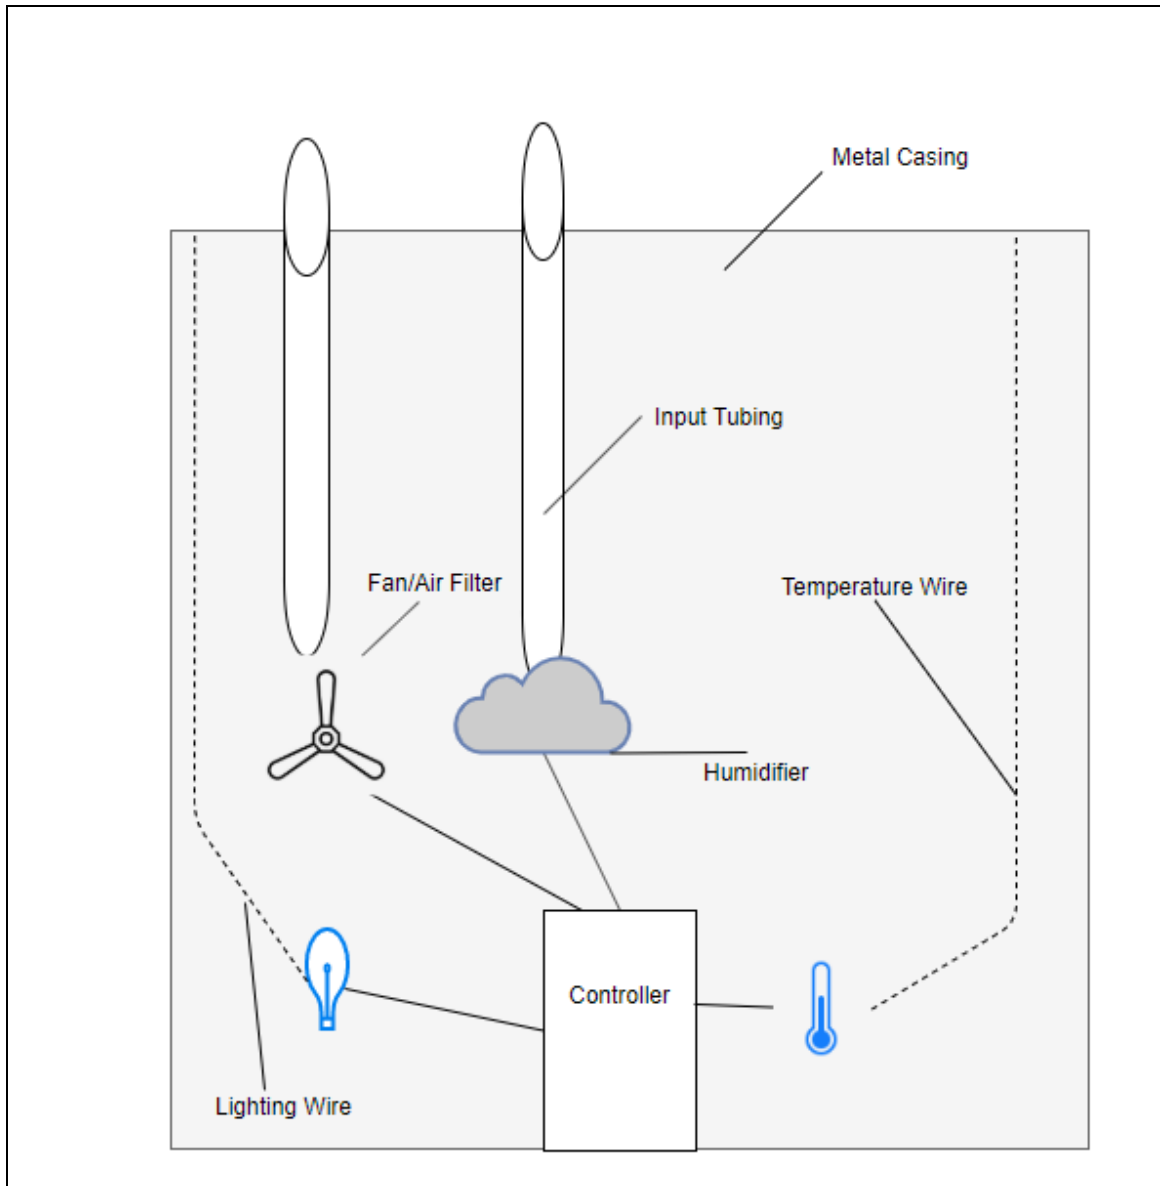 Metal Casing
Input Tubing
Fan/Air Filter
Temperature Wire
Humidifier
Controller
Lighting Wire